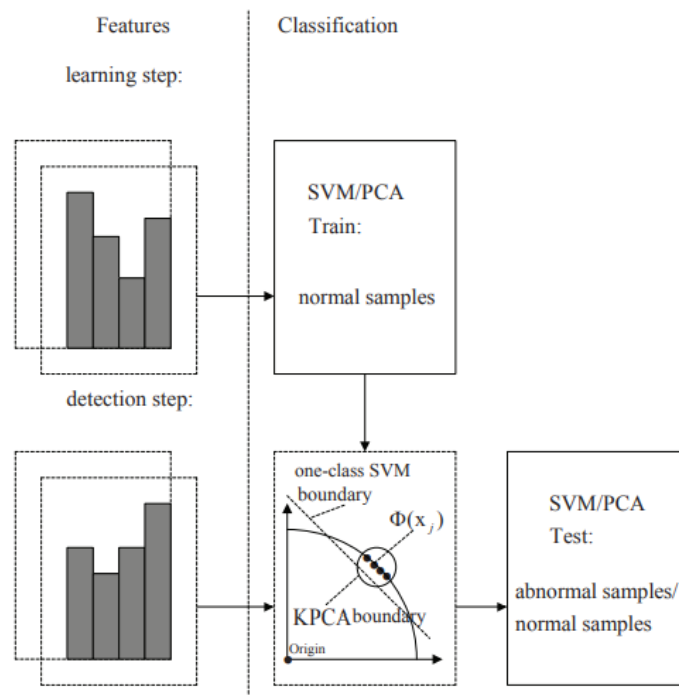 Features
Classification
learning step:
SVM/PCA
Train:
normal samples
detection step:
one-class SVM
boundary
Φ(x_j)
KPCA boundary
Origin
SVM/PCA
Test:
abnormal samples/
normal samples